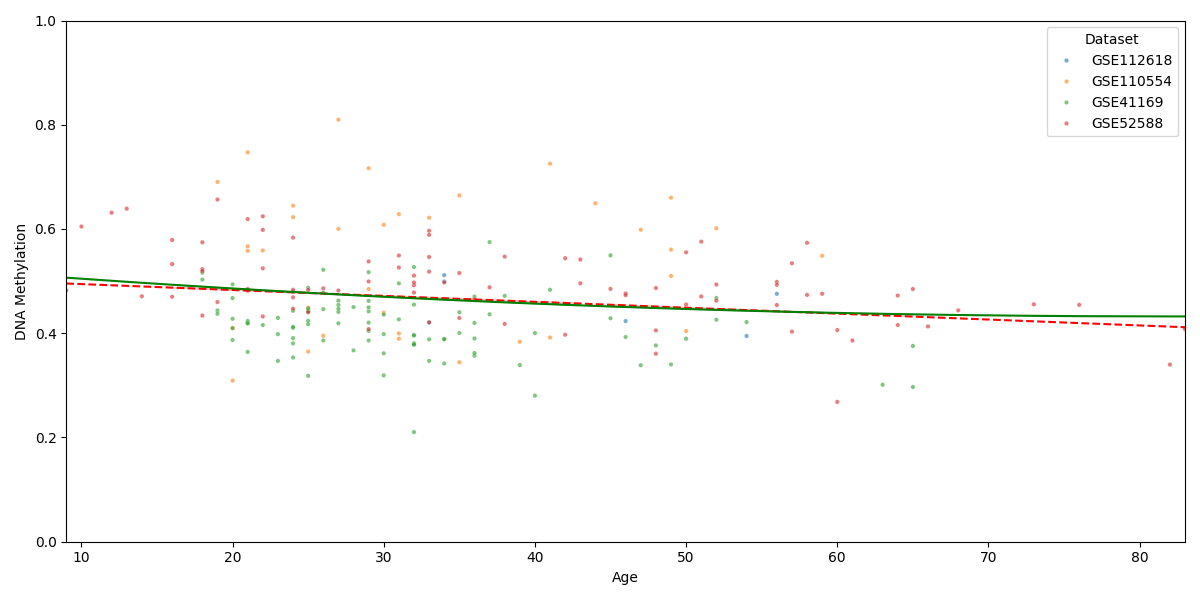 1.0
0.8
0.6
0.4
0.2
0.0
DNA Methylation
10 20 30 40 50 60 70 80
Age
Dataset
GSE112618
GSE110554
GSE41169
GSE52588